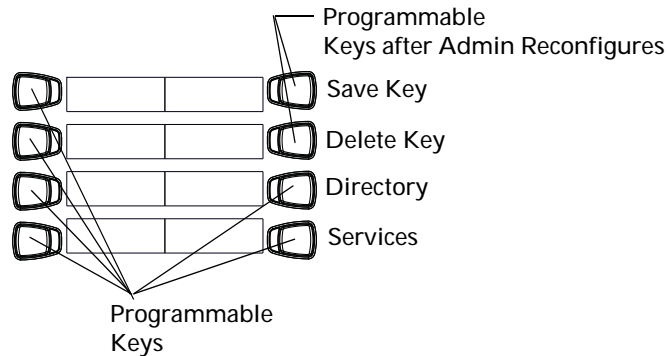 Programmable
Keys after Admin Reconfigures
Save Key
Delete Key
Directory
Services
Programmable
Keys